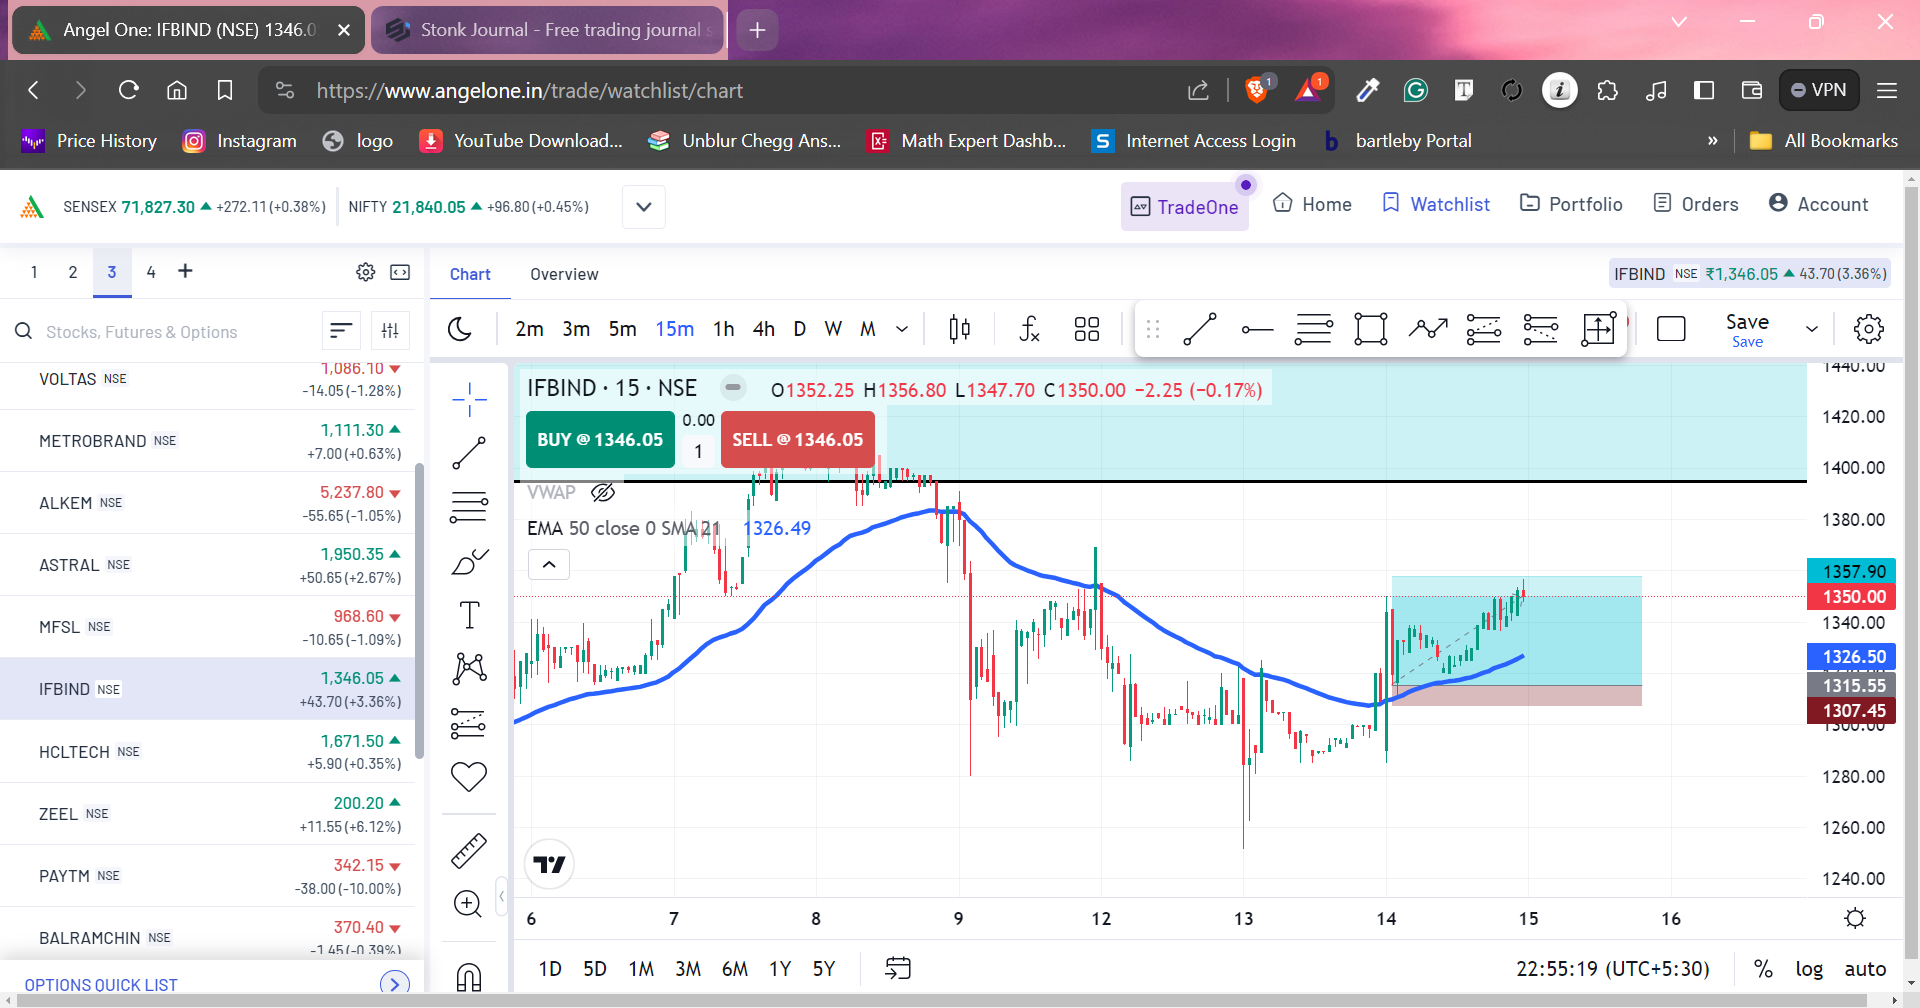 Angel One: IFBIND (NSE) 1346.0
Stonk Journal - Free trading journal s
https://www.angelone.in/trade/watchlist/chart
1
1
VPN
Price History
Instagram
logo
YouTube Download...
Unblur Chegg Ans...
Math Expert Dashb...
Internet Access Login
bartleby Portal
»
All Bookmarks
SENSEX 71,827.30 +272.11 (+0.38%)
NIFTY 21,840.05 +96.80 (+0.45%)
TradeOne
Home
Watchlist
Portfolio
Orders
Account
1 2 3 4 +
Chart
Overview
IFBIND NSE ₹1,346.05 43.70 (3.36%)
Stocks, Futures & Options
2m 3m 5m 15m 1h 4h D W M
Save
Save
VOLTAS NSE 1,086.10
-14.05 (-1.28%)
METROBRAND NSE 1,111.30
+7.00 (+0.63%)
ALKEM NSE 5,237.80
-55.65 (-1.05%)
ASTRAL NSE 1,950.35
+50.65 (+2.67%)
MFSL NSE 968.60
-10.65 (-1.09%)
IFBIND NSE 1,346.05
+43.70 (+3.36%)
HCLTECH NSE 1,671.50
+5.90 (+0.35%)
ZEEL NSE 200.20
+11.55 (+6.12%)
PAYTM NSE 342.15
-38.00 (-10.00%)
BALRAMCHIN NSE 370.40
-1.45 (-0.39%)
OPTIONS QUICK LIST
IFBIND · 15 · NSE
O1352.25 H1356.80 L1347.70 C1350.00 −2.25 (−0.17%)
BUY @ 1346.05
0.00
1
SELL @ 1346.05
VWAP
EMA 50 close 0 SMA 21 1326.49
1440.00
1420.00
1400.00
1380.00
1357.90
1350.00
1340.00
1326.50
1315.55
1307.45
1300.00
1280.00
1260.00
1240.00
6 7 8 9 12 13 14 15 16
1D 5D 1M 3M 6M 1Y 5Y
22:55:19 (UTC+5:30)
% log auto